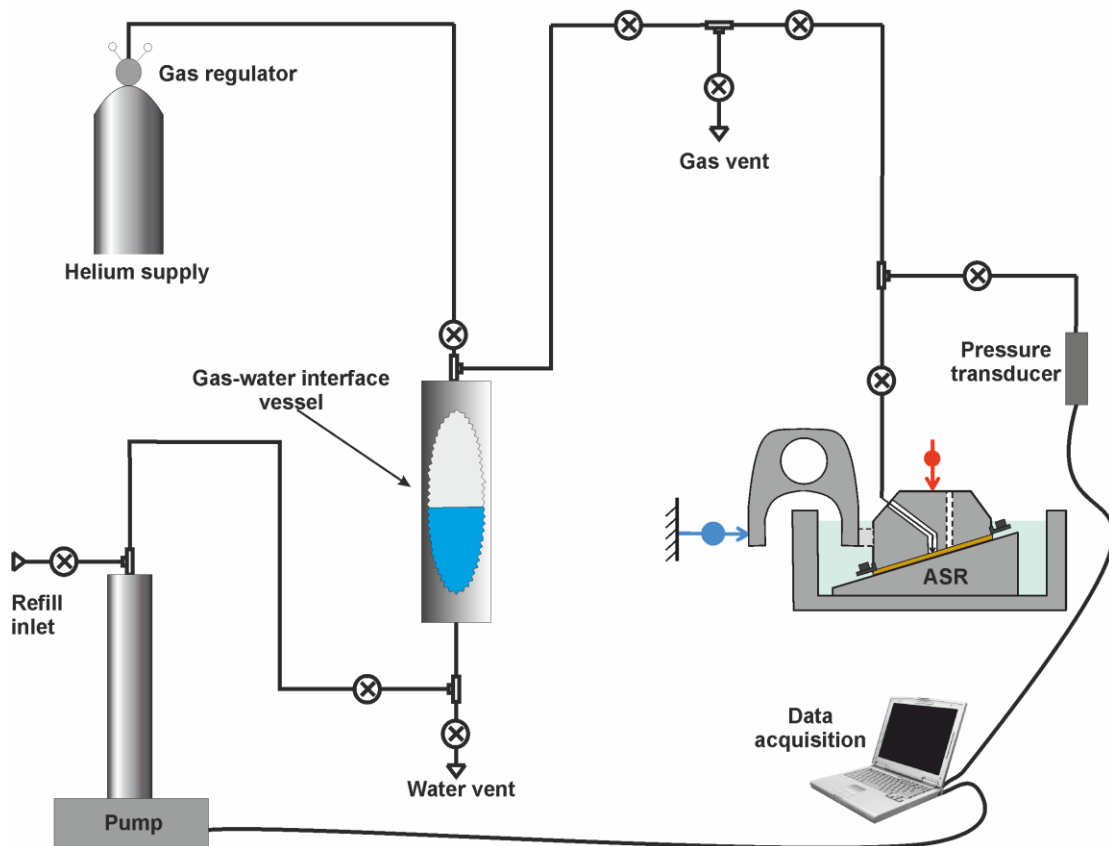 Gas regulator
Helium supply
Gas vent
Gas-water interface
vessel
Pressure
transducer
ASR
Refill
inlet
Data
acquisition
Water vent
Pump